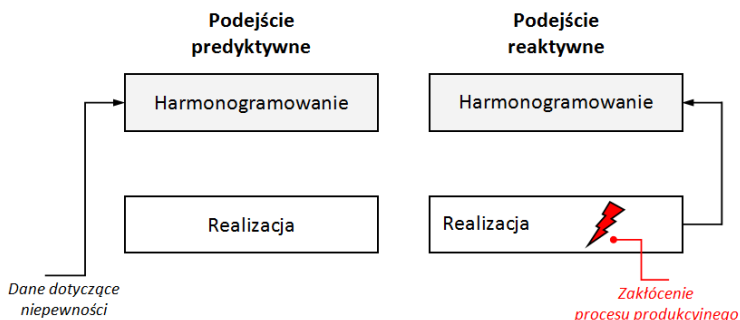 Podejście
predyktywne
Harmonogramowanie
Realizacja
Dane dotyczące
niepewności
Podejście
reaktywne
Harmonogramowanie
Realizacja
Zakłócenie
procesu produkcyjnego